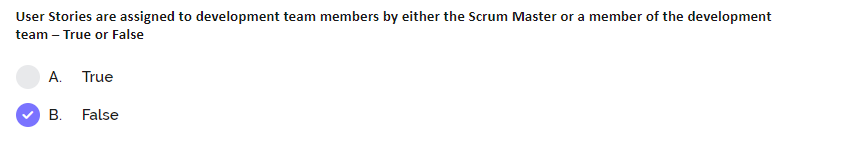 User Stories are assigned to development team members by either the Scrum Master or a member of the development
team – True or False
A. True
B. False